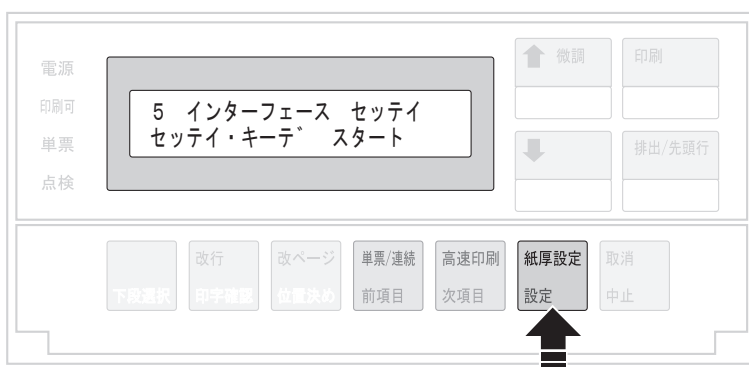 電源
印刷可
単票
点検
5 インターフェース セッテイ
セッテイ・キーデ゛ スタート
微調
印刷
排出/先頭行
下段選択
改行
印字確認
改ページ
位置決め
単票/連続
前項目
高速印刷
次項目
紙厚設定
設定
取消
中止